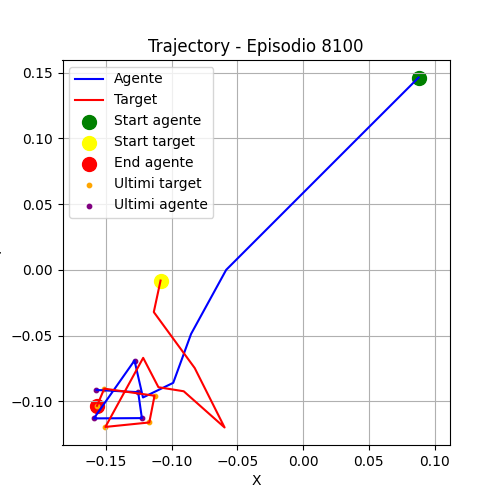 Trajectory - Episodio 8100
Agente
Target
Start agente
Start target
End agente
Ultimi target
Ultimi agente
0.15
0.10
0.05
0.00
−0.05
−0.10
−0.15
−0.10
−0.05
0.00
0.05
0.10
X